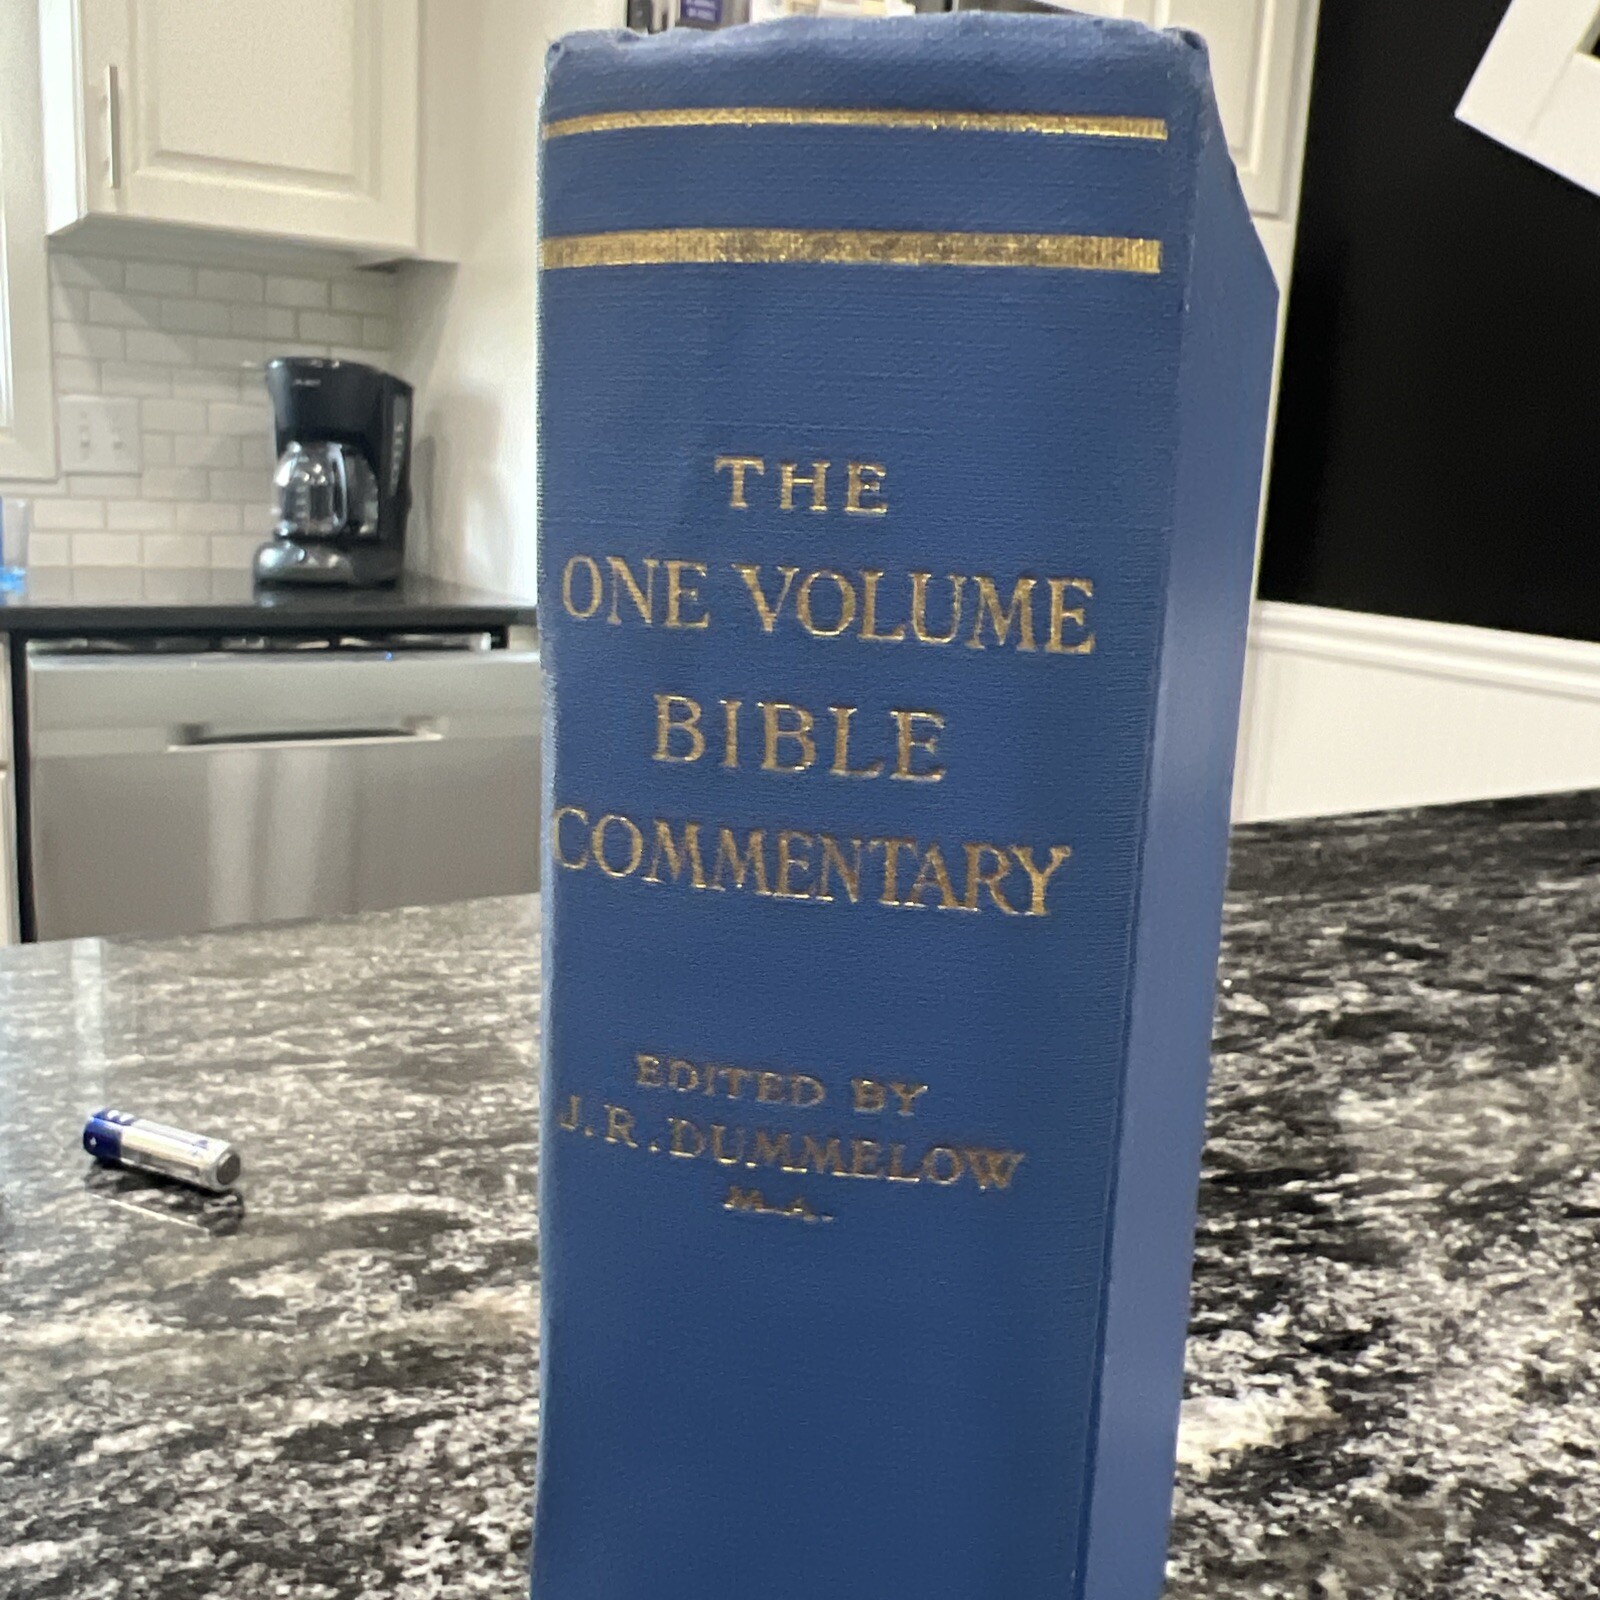 THE
ONE VOLUME
BIBLE
COMMENTARY
EDITED BY
J. R. DUMMELOW
M.A.